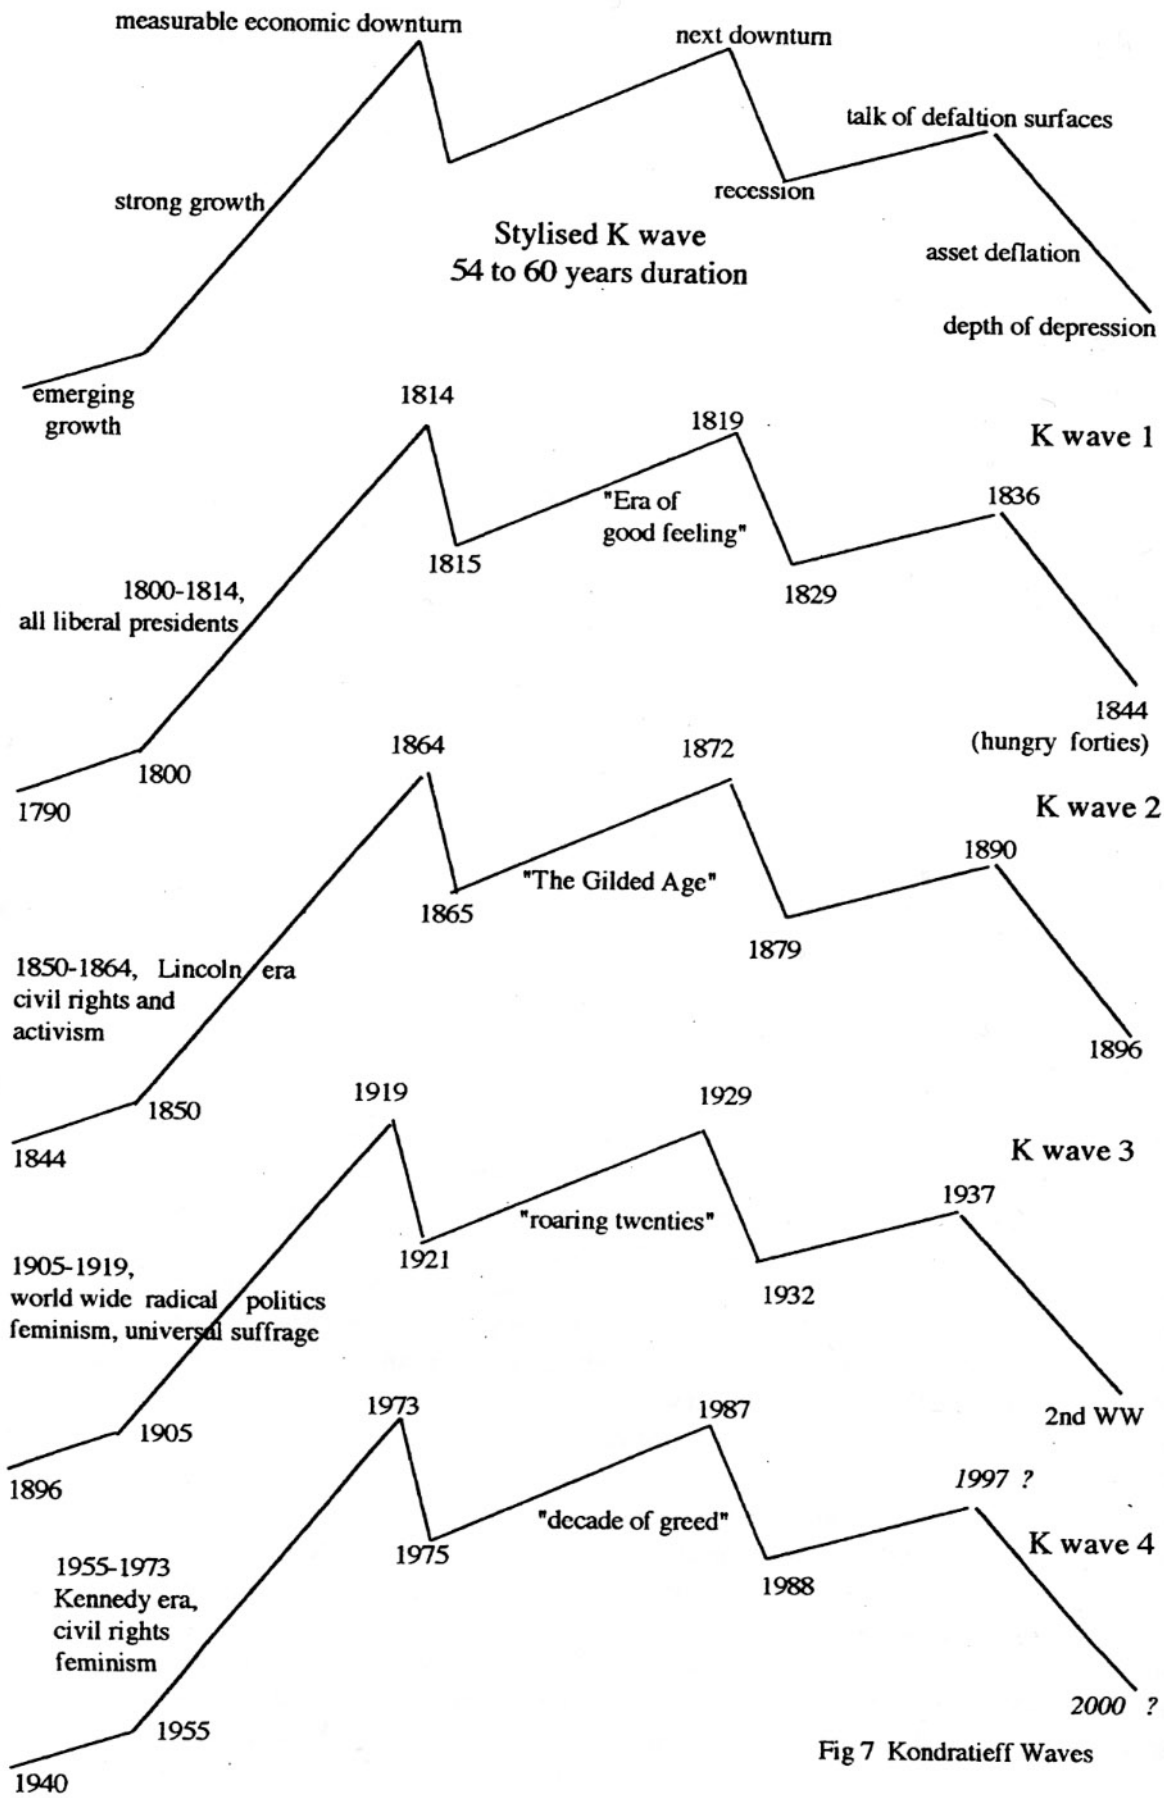 measurable economic downturn
next downturn
talk of defaltion surfaces
strong growth
recession
Stylised K wave
54 to 60 years duration
asset deflation
depth of depression
emerging
growth
1814
1819
K wave 1
1836
"Era of
good feeling"
1815
1829
1800-1814,
all liberal presidents
1844
(hungry forties)
1800
1790
1864
1872
K wave 2
1890
"The Gilded Age"
1865
1879
1850-1864, Lincoln era
civil rights and
activism
1896
1850
1844
1919
1929
K wave 3
1937
"roaring twenties"
1921
1932
1905-1919,
world wide radical politics
feminism, universal suffrage
2nd WW
1905
1896
1973
1987
1997 ?
"decade of greed"
K wave 4
1975
1988
1955-1973
Kennedy era,
civil rights
feminism
2000 ?
1955
Fig 7 Kondratieff Waves
1940